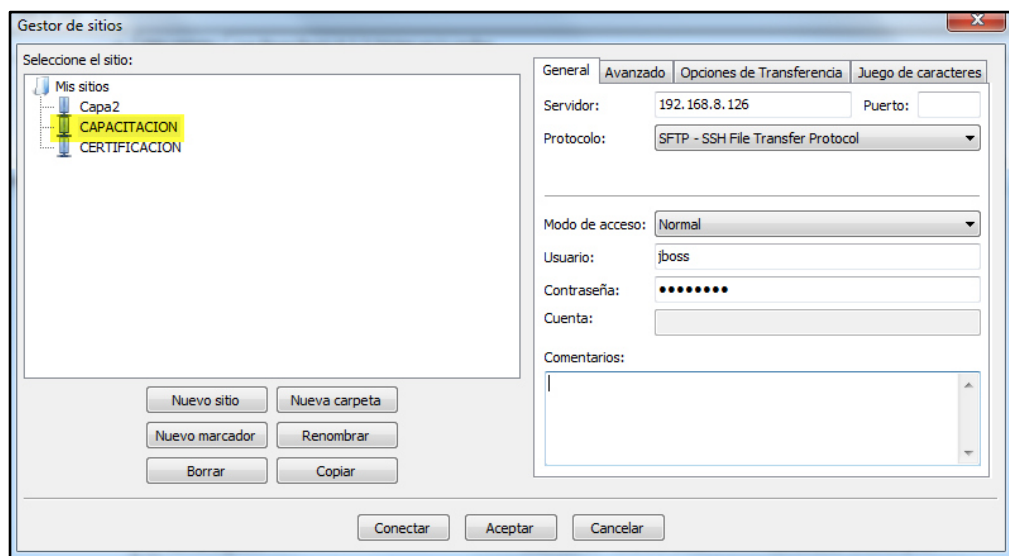 Gestor de sitios
Seleccione el sitio:
Mis sitios
Capa2
CAPACITACION
CERTIFICACION
Nuevo sitio Nueva carpeta
Nuevo marcador Renombrar
Borrar Copiar
General Avanzado Opciones de Transferencia Juego de caracteres
Servidor: 192.168.8.126 Puerto:
Protocolo: SFTP - SSH File Transfer Protocol
Modo de acceso: Normal
Usuario: jboss
Contraseña: ●●●●●●●●
Cuenta:
Comentarios:
Conectar Aceptar Cancelar